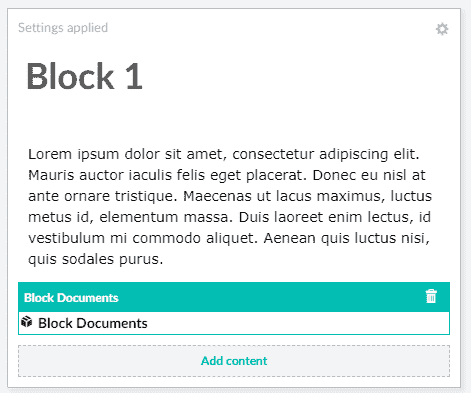 Settings applied
Block 1
Lorem ipsum dolor sit amet, consectetur adipiscing elit.
Mauris auctor iaculis felis eget placerat. Donec eu nisl at
ante ornare tristique. Maecenas ut lacus maximus, luctus
metus id, elementum massa. Duis laoreet enim lectus, id
vestibulum mi commodo aliquet. Aenean quis luctus nisi,
quis sodales purus.
Block Documents
Block Documents
Add content